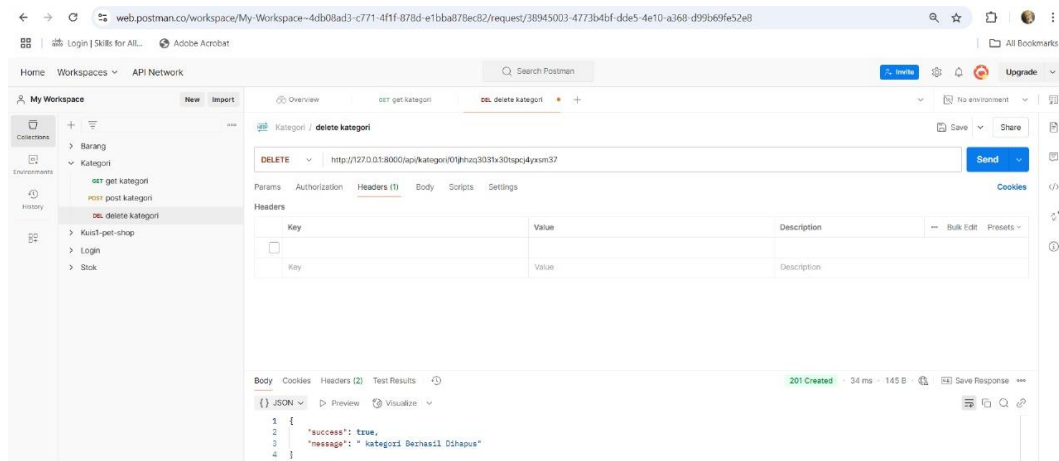 web.postman.co/workspace/My-Workspace~4db08ad3-c771-4f1f-878d-e1bba878ec82/request/38945003-4773b4bf-dde5-4e10-a368-d99b69fe52e8
Login | Skills for All...
Adobe Acrobat
All Bookmarks
Home Workspaces API Network
Search Postman
Invite
Upgrade
My Workspace
New Import
Overview
GET get kategori
DEL delete kategori
No environment
Collections
Environments
History
Barang
Kategori
GET get kategori
POST post kategori
DEL delete kategori
Kuis1-pet-shop
Login
Stok
HTTP Kategori / delete kategori
Save Share
DELETE http://127.0.0.1:8000/api/kategori/01jhhzq3031x30tspcj4yxsm37
Send
Params Authorization Headers (1) Body Scripts Settings
Cookies
Headers
Key Value Description Bulk Edit Presets
Key Value Description
Body Cookies Headers (2) Test Results
201 Created 34 ms 145 B Save Response
{} JSON Preview Visualize
1 {
2 "success": true,
3 "message": " kategori Berhasil Dihapus"
4 }